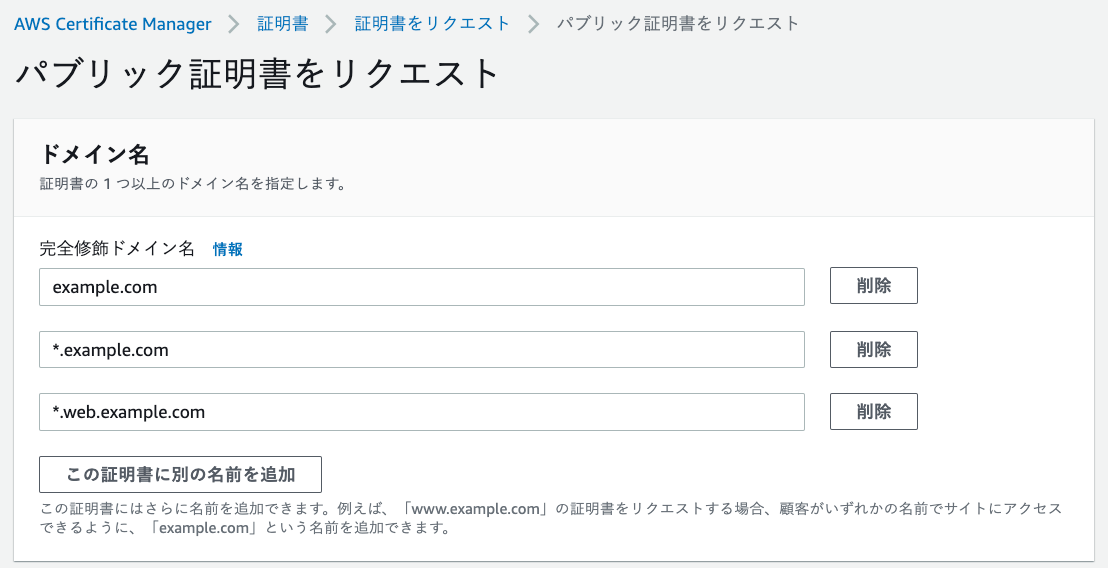 AWS Certificate Manager > 証明書 > 証明書をリクエスト > パブリック証明書をリクエスト
パブリック証明書をリクエスト
ドメイン名
証明書の 1 つ以上のドメイン名を指定します。
完全修飾ドメイン名 情報
example.com 削除
*.example.com 削除
*.web.example.com 削除
この証明書に別の名前を追加
この証明書にはさらに名前を追加できます。例えば、「www.example.com」の証明書をリクエストする場合、顧客がいずれかの名前でサイトにアクセス
できるように、「example.com」という名前を追加できます。